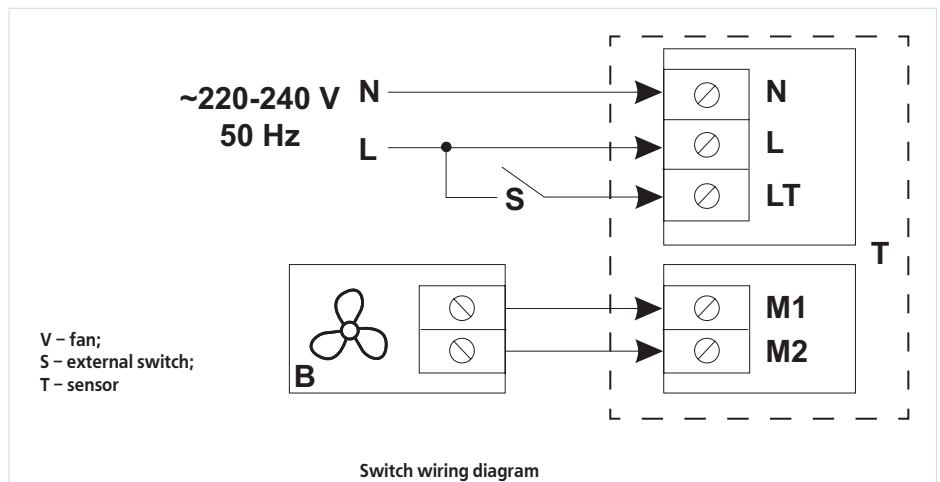 ~220-240 V
50 Hz
N
L
S
N
L
LT
T
M1
M2
B
V – fan;
S – external switch;
T – sensor
Switch wiring diagram